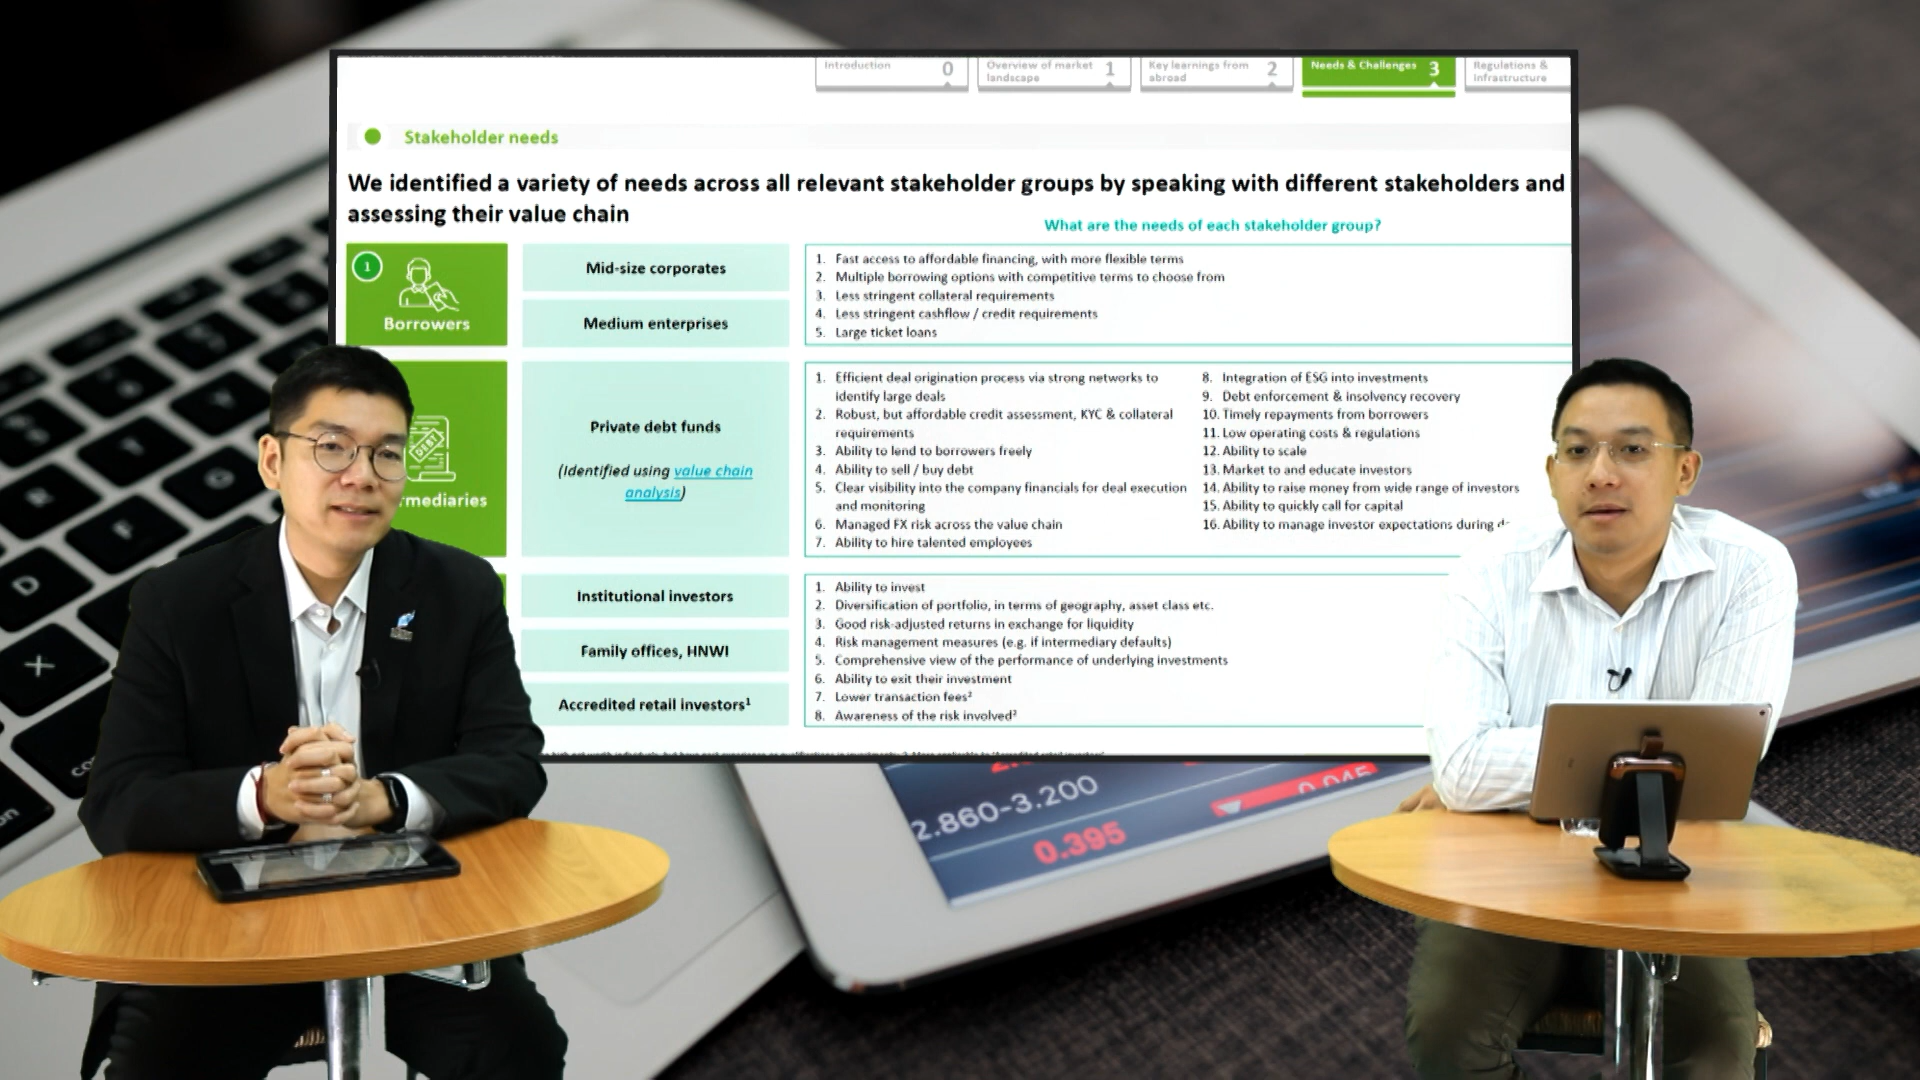 Introduction 0
Overview of market landscape 1
Key learnings from abroad 2
Needs & Challenges 3
Regulations & Infrastructure
Stakeholder needs
We identified a variety of needs across all relevant stakeholder groups by speaking with different stakeholders and
assessing their value chain
What are the needs of each stakeholder group?
1
Borrowers
Mid-size corporates
Medium enterprises
1. Fast access to affordable financing, with more flexible terms
2. Multiple borrowing options with competitive terms to choose from
3. Less stringent collateral requirements
4. Less stringent cashflow / credit requirements
5. Large ticket loans
DEBT
rmediaries
Private debt funds
(Identified using value chain
analysis)
1. Efficient deal origination process via strong networks to
identify large deals
2. Robust, but affordable credit assessment, KYC & collateral
requirements
3. Ability to lend to borrowers freely
4. Ability to sell / buy debt
5. Clear visibility into the company financials for deal execution
and monitoring
6. Managed FX risk across the value chain
7. Ability to hire talented employees
8. Integration of ESG into investments
9. Debt enforcement & insolvency recovery
10. Timely repayments from borrowers
11. Low operating costs & regulations
12. Ability to scale
13. Market to and educate investors
14. Ability to raise money from wide range of investors
15. Ability to quickly call for capital
16. Ability to manage investor expectations during
Institutional investors
Family offices, HNWI
Accredited retail investors¹
1. Ability to invest
2. Diversification of portfolio, in terms of geography, asset class etc.
3. Good risk-adjusted returns in exchange for liquidity
4. Risk management measures (e.g. if intermediary defaults)
5. Comprehensive view of the performance of underlying investments
6. Ability to exit their investment
7. Lower transaction fees²
8. Awareness of the risk involved²
2.860-3.200
0.395
0.045
R
D
X